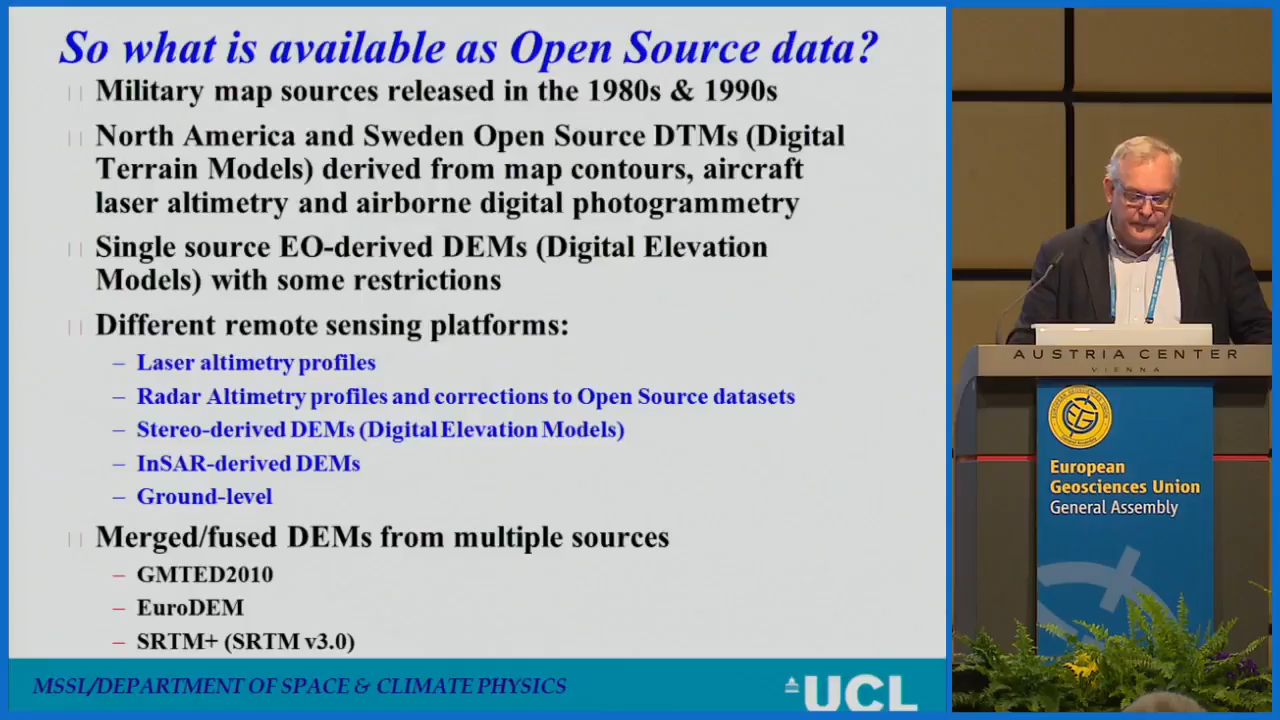 So what is available as Open Source data?
Military map sources released in the 1980s & 1990s
North America and Sweden Open Source DTMs (Digital
Terrain Models) derived from map contours, aircraft
laser altimetry and airborne digital photogrammetry
Single source EO-derived DEMs (Digital Elevation
Models) with some restrictions
Different remote sensing platforms:
– Laser altimetry profiles
– Radar Altimetry profiles and corrections to Open Source datasets
– Stereo-derived DEMs (Digital Elevation Models)
– InSAR-derived DEMs
– Ground-level
Merged/fused DEMs from multiple sources
– GMTED2010
– EuroDEM
– SRTM+ (SRTM v3.0)
MSSL/DEPARTMENT OF SPACE & CLIMATE PHYSICS
UCL
AUSTRIA CENTER
VIENNA
European
Geosciences Union
General Assembly